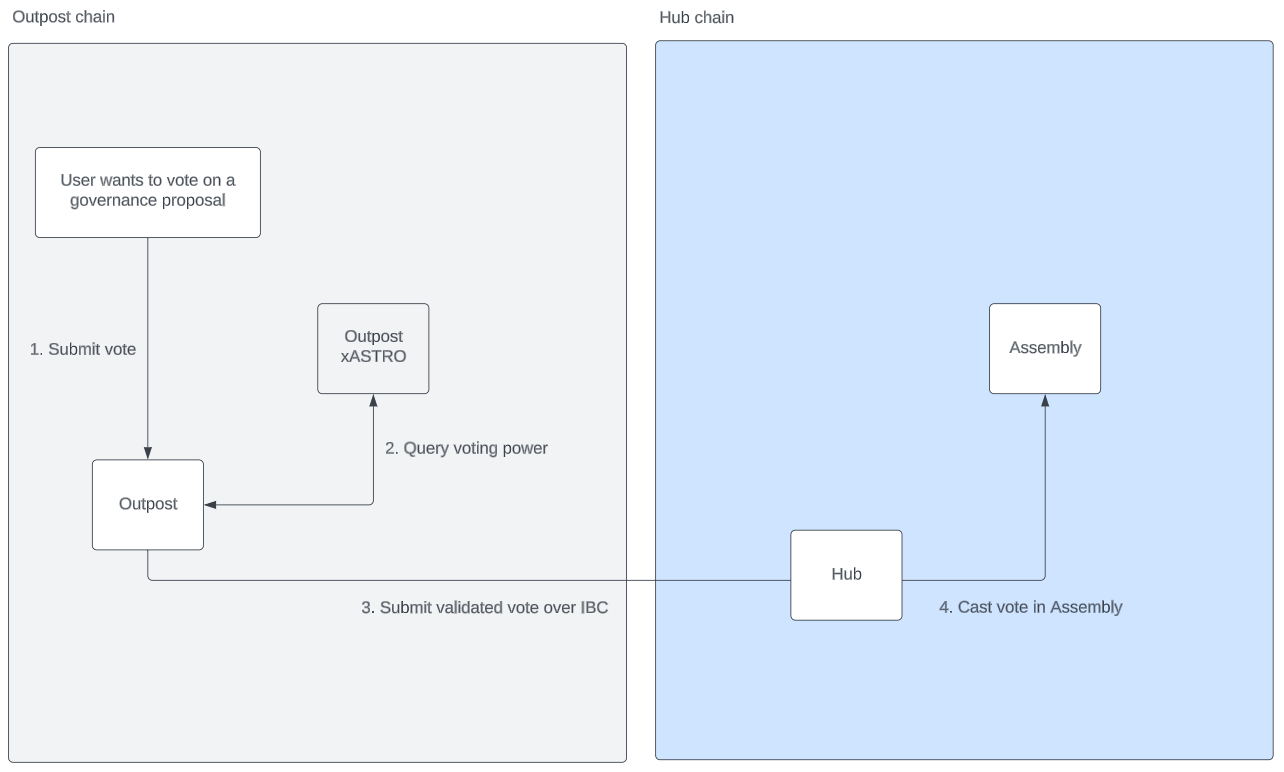 Outpost chain
Hub chain
User wants to vote on a
governance proposal
1. Submit vote
Outpost
xASTRO
Assembly
2. Query voting power
Outpost
Hub
3. Submit validated vote over IBC
4. Cast vote in Assembly